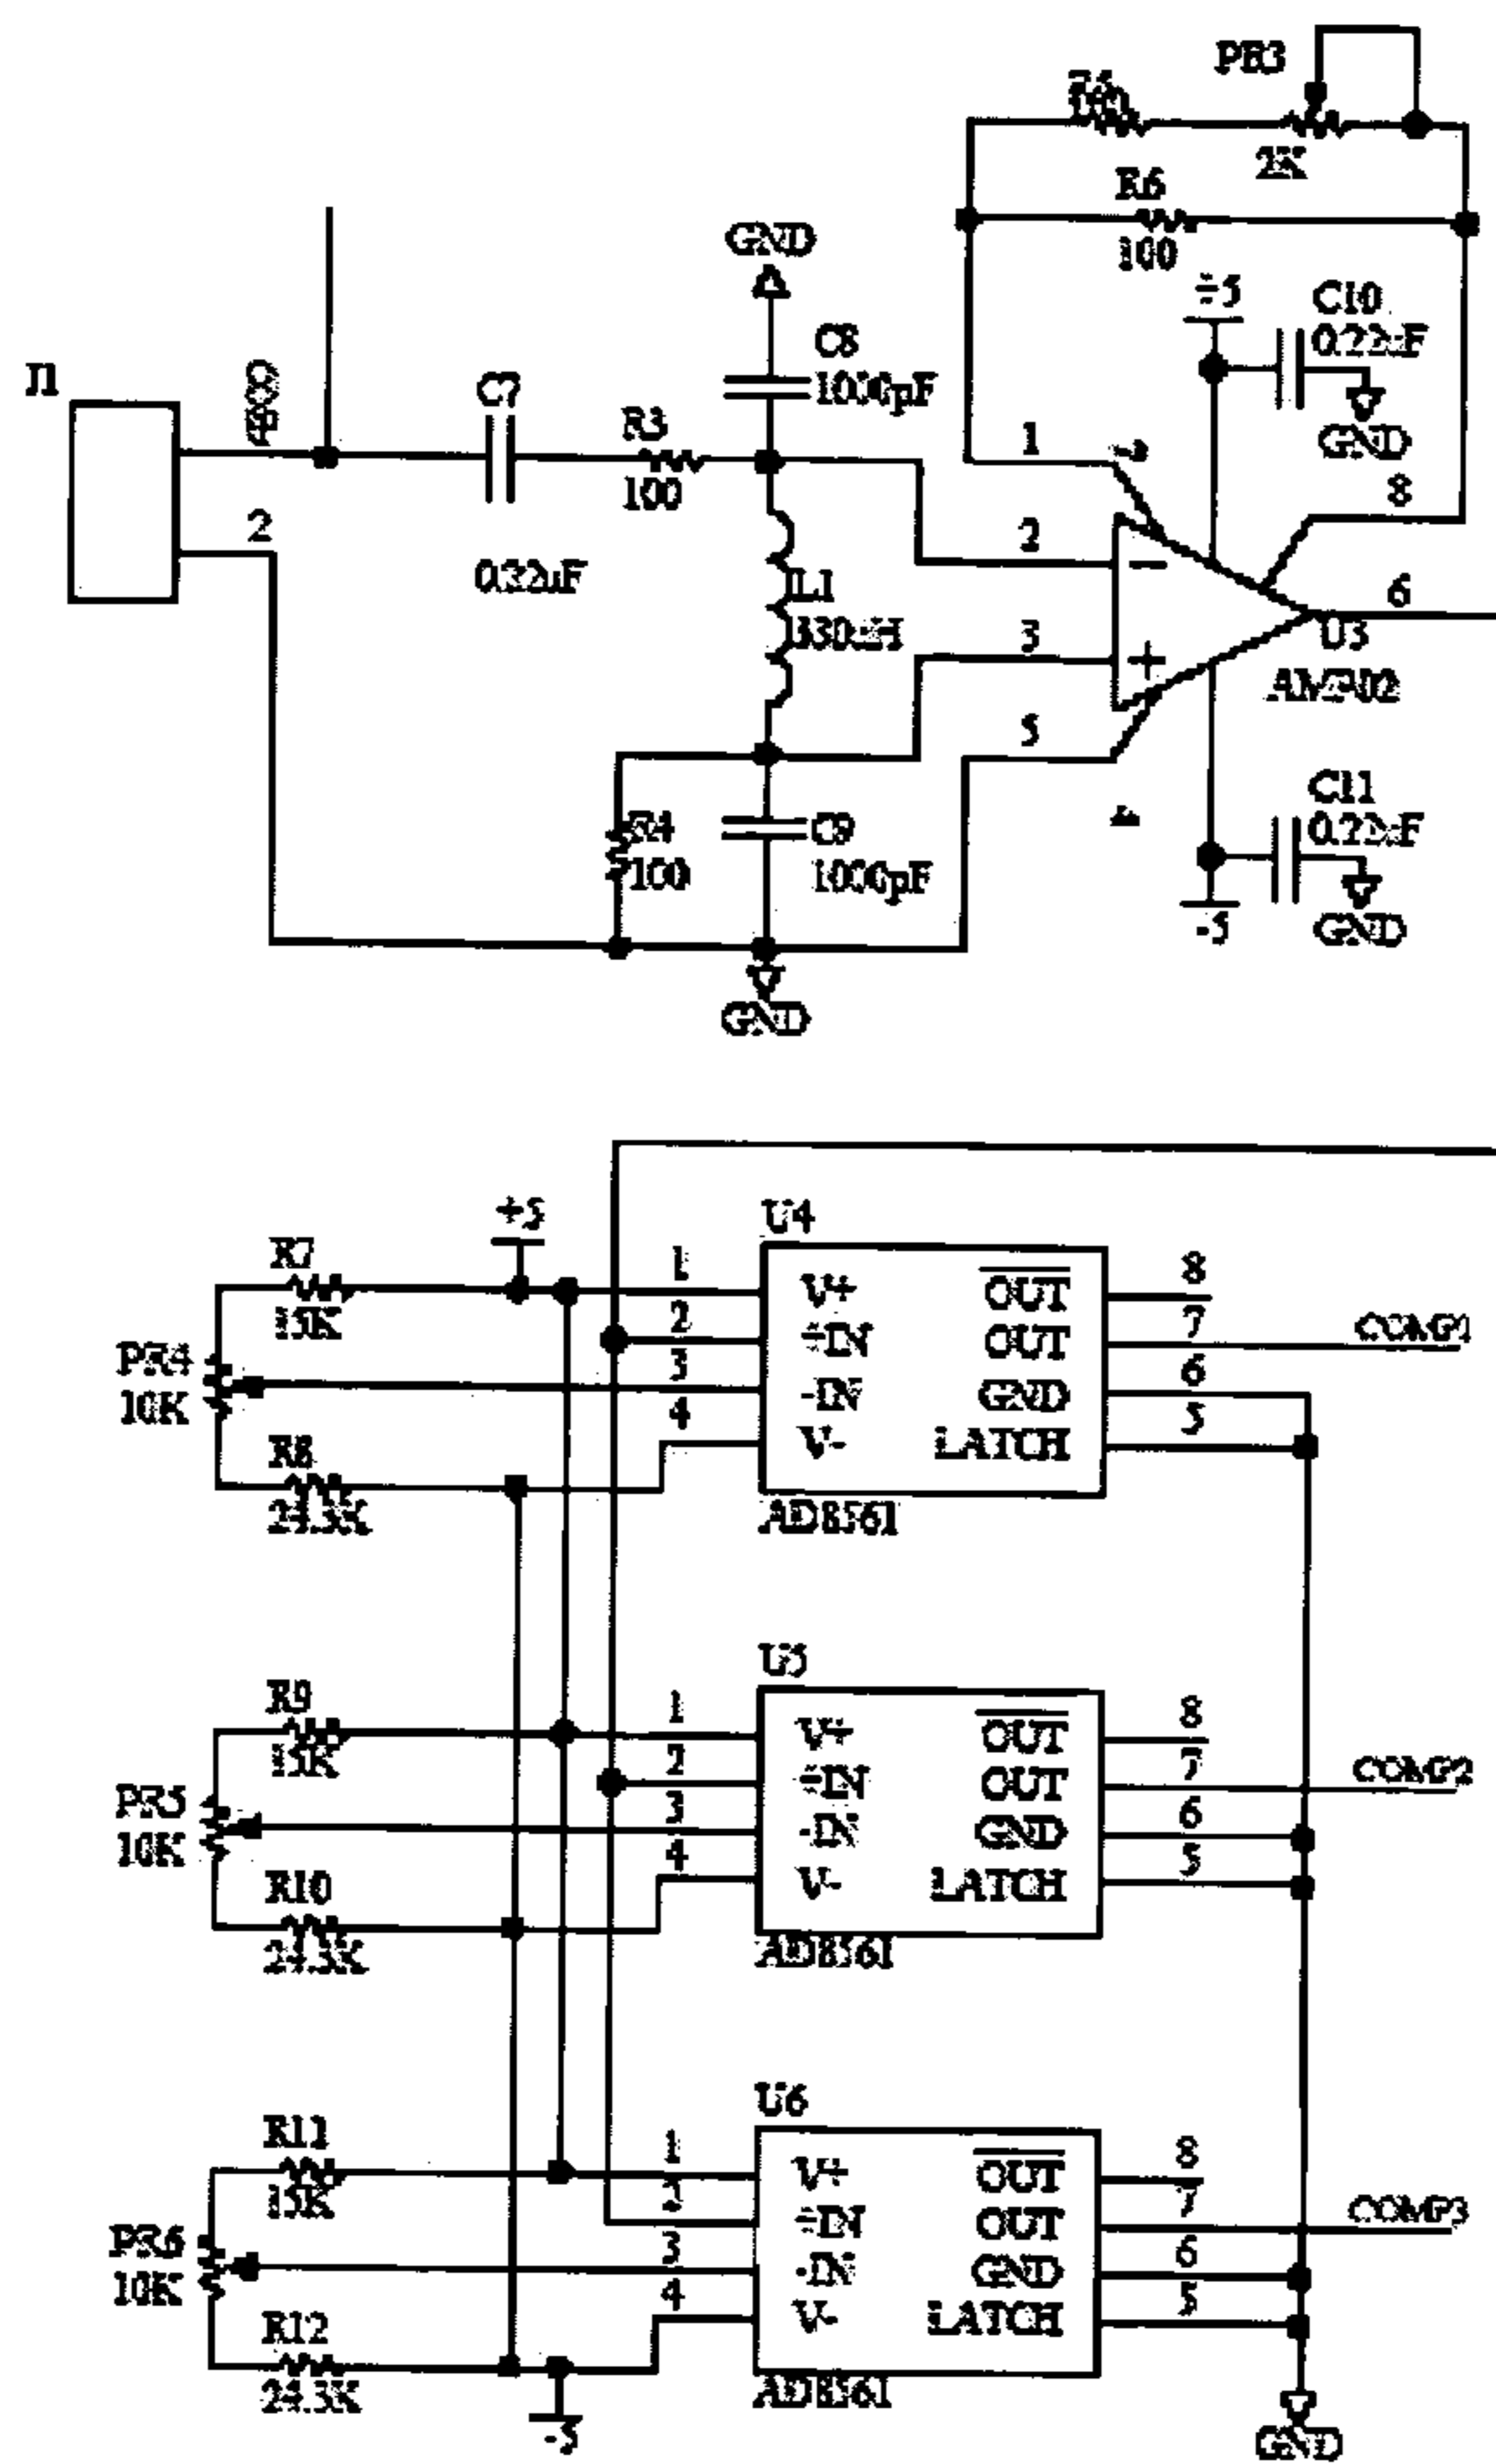 PR3
2K
R6
100
GND
C10
0.22uF
GND
C8
1000pF
J1
C7
R3
100
0.22uF
1
8
2
2
L1
330nH
3
6
U3
AMP02
5
C11
0.22uF
R4
100
C9
1000pF
-5
GND
GND
+5
U4
R7
15K
1
V+
OUT
8
2
+IN
OUT
7
COMP1
PR4
10K
3
-IN
GND
6
4
V-
LATCH
5
R8
24.3K
AD8561
U5
R9
15K
1
V+
OUT
8
2
+IN
OUT
7
COMP2
PR5
10K
3
-IN
GND
6
4
V-
LATCH
5
R10
24.3K
AD8561
U6
R11
15K
1
V+
OUT
8
2
+IN
OUT
7
COMP3
PR6
10K
3
-IN
GND
6
4
V-
LATCH
5
R12
24.3K
AD8561
-5
GND